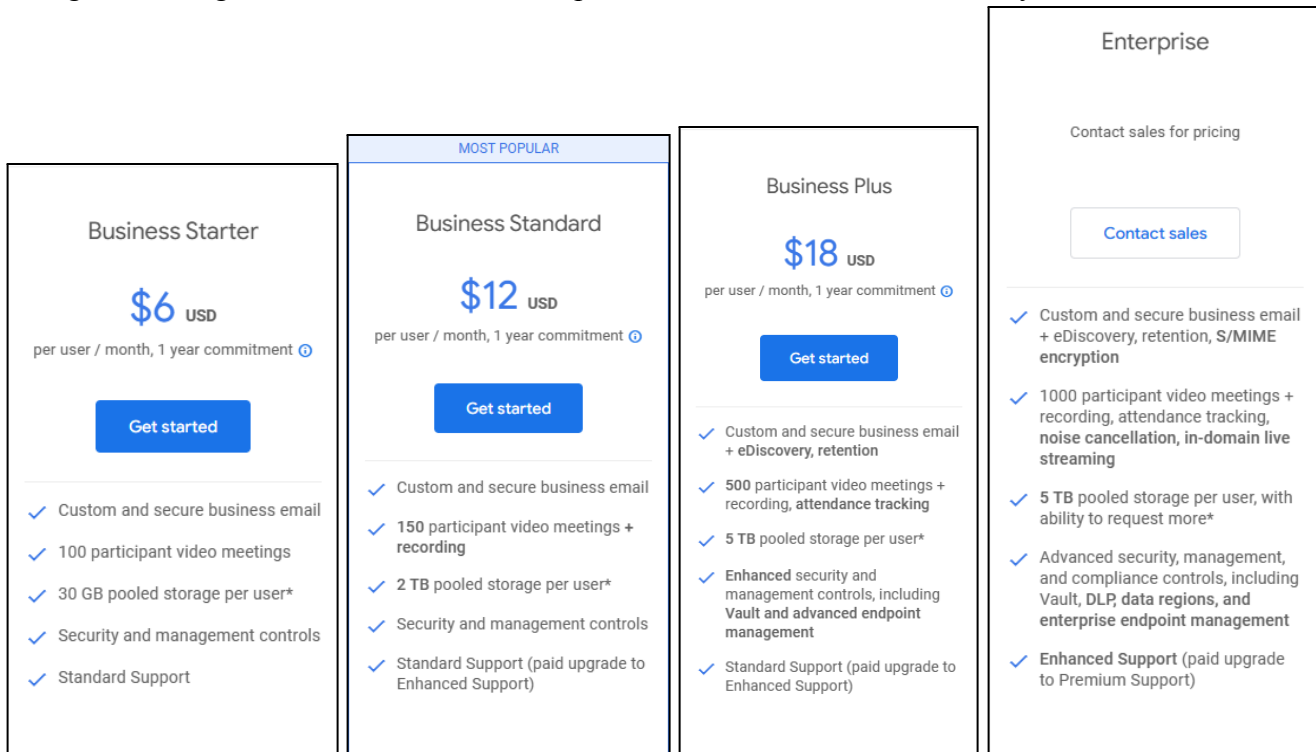 Business Starter
$6 USD
per user / month, 1 year commitment
Get started
Custom and secure business email
100 participant video meetings
30 GB pooled storage per user*
Security and management controls
Standard Support
MOST POPULAR
Business Standard
$12 USD
per user / month, 1 year commitment
Get started
Custom and secure business email
150 participant video meetings +
recording
2 TB pooled storage per user*
Security and management controls
Standard Support (paid upgrade to
Enhanced Support)
Business Plus
$18 USD
per user / month, 1 year commitment
Get started
Custom and secure business email
+ eDiscovery, retention
500 participant video meetings +
recording, attendance tracking
5 TB pooled storage per user*
Enhanced security and
management controls, including
Vault and advanced endpoint
management
Standard Support (paid upgrade to
Enhanced Support)
Enterprise
Contact sales for pricing
Contact sales
Custom and secure business email
+ eDiscovery, retention, S/MIME
encryption
1000 participant video meetings +
recording, attendance tracking,
noise cancellation, in-domain live
streaming
5 TB pooled storage per user, with
ability to request more*
Advanced security, management,
and compliance controls, including
Vault, DLP, data regions, and
enterprise endpoint management
Enhanced Support (paid upgrade
to Premium Support)